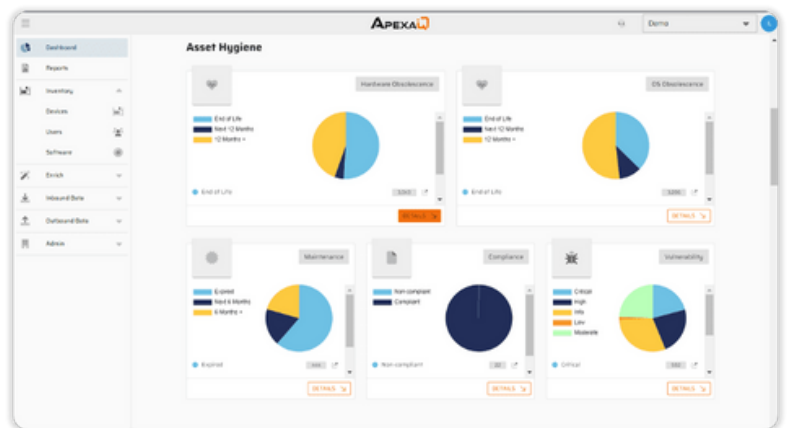 APEXAIQ
Demo
Dashboard
Reports
Inventory
Devices
Users
Software
Enrich
Inbound Data
Outbound Data
Admin
Asset Hygiene
Hardware Obsolescence
End of Life
Next 12 Months
12 Months +
End of Life
DETAILS
OS Obsolescence
End of Life
Next 12 Months
12 Months +
End of Life
DETAILS
Maintenance
Expired
Next 6 Months
6 Months +
Expired
DETAILS
Compliance
Non compliant
Compliant
Non-compliant
DETAILS
Vulnerability
Critical
High
Info
Low
Moderate
Critical
DETAILS